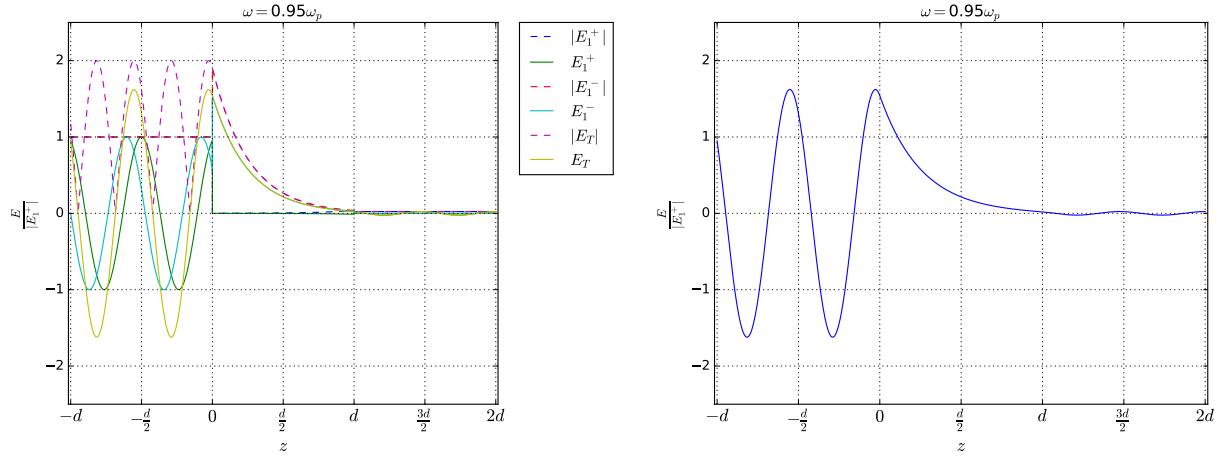 ω = 0.95ω_p
E/|E_1^+|
2
1
0
−1
−2
−d
−d/2
0
d/2
d
3d/2
2d
z
|E_1^+|
E_1^+
|E_1^-|
E_1^-
|E_T|
E_T
ω = 0.95ω_p
E/|E_1^+|
2
1
0
−1
−2
−d
−d/2
0
d/2
d
3d/2
2d
z